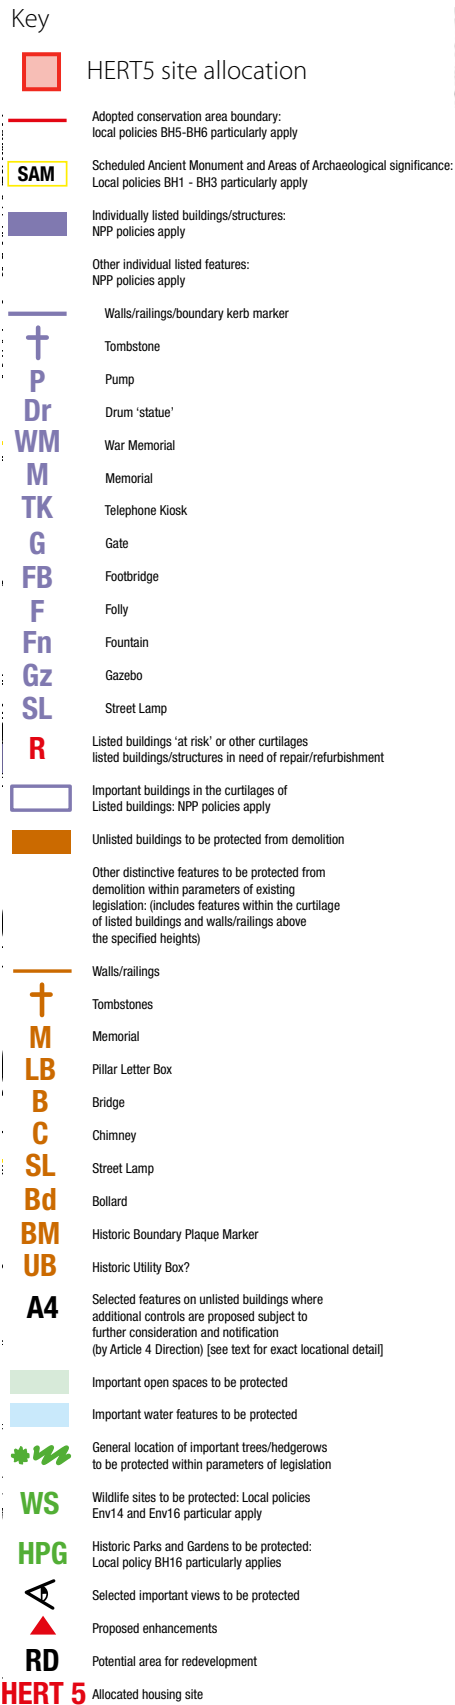 Key
HERT5 site allocation
Adopted conservation area boundary:
local policies BH5-BH6 particularly apply
SAM
Scheduled Ancient Monument and Areas of Archaeological significance:
Local policies BH1 - BH3 particularly apply
Individually listed buildings/structures:
NPP policies apply
Other individual listed features:
NPP policies apply
Walls/railings/boundary kerb marker
Tombstone
P Pump
Dr Drum ‘statue’
WM War Memorial
M Memorial
TK Telephone Kiosk
G Gate
FB Footbridge
F Folly
Fn Fountain
Gz Gazebo
SL Street Lamp
R Listed buildings ‘at risk’ or other curtilages
listed buildings/structures in need of repair/refurbishment
Important buildings in the curtilages of
Listed buildings: NPP policies apply
Unlisted buildings to be protected from demolition
Other distinctive features to be protected from
demolition within parameters of existing
legislation: (includes features within the curtilage
of listed buildings and walls/railings above
the specified heights)
Walls/railings
Tombstones
M Memorial
LB Pillar Letter Box
B Bridge
C Chimney
SL Street Lamp
Bd Bollard
BM Historic Boundary Plaque Marker
UB Historic Utility Box?
A4 Selected features on unlisted buildings where
additional controls are proposed subject to
further consideration and notification
(by Article 4 Direction) [see text for exact locational detail]
Important open spaces to be protected
Important water features to be protected
General location of important trees/hedgerows
to be protected within parameters of legislation
WS Wildlife sites to be protected: Local policies
Env14 and Env16 particular apply
HPG Historic Parks and Gardens to be protected:
Local policy BH16 particularly applies
Selected important views to be protected
Proposed enhancements
RD Potential area for redevelopment
HERT 5 Allocated housing site